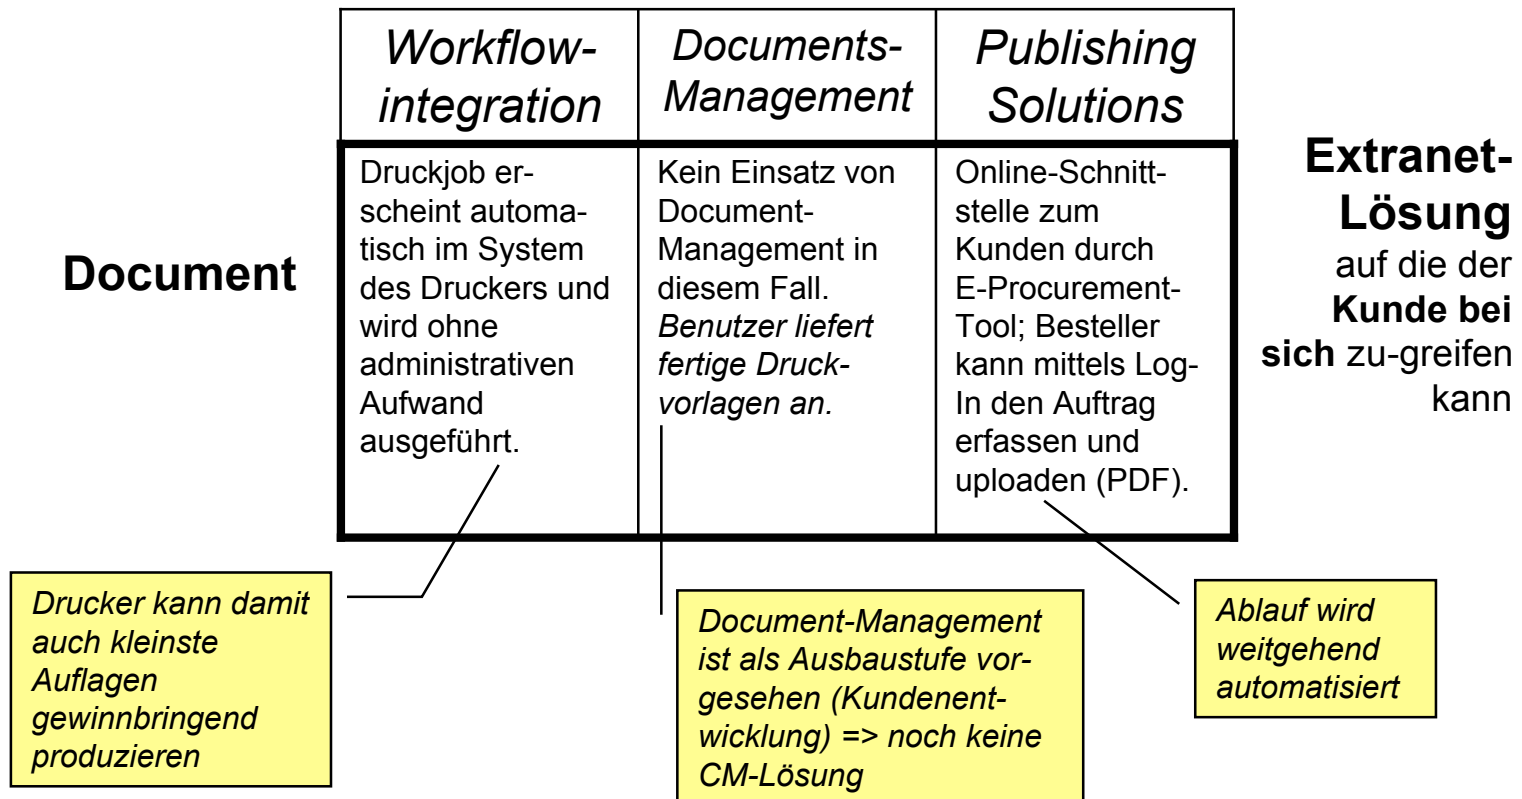 Workflow-
integration
Documents-
Management
Publishing
Solutions
Document
Druckjob er-
scheint automa-
tisch im System
des Druckers und
wird ohne
administrativen
Aufwand
ausgeführt.
Kein Einsatz von
Document-
Management in
diesem Fall.
Benutzer liefert
fertige Druck-
vorlagen an.
Online-Schnitt-
stelle zum
Kunden durch
E-Procurement-
Tool; Besteller
kann mittels Log-
In den Auftrag
erfassen und
uploaden (PDF).
Extranet-
Lösung
auf die der
Kunde bei
sich zu-greifen
kann
Drucker kann damit
auch kleinste
Auflagen
gewinnbringend
produzieren
Document-Management
ist als Ausbaustufe vor-
gesehen (Kundenent-
wicklung) => noch keine
CM-Lösung
Ablauf wird
weitgehend
automatisiert